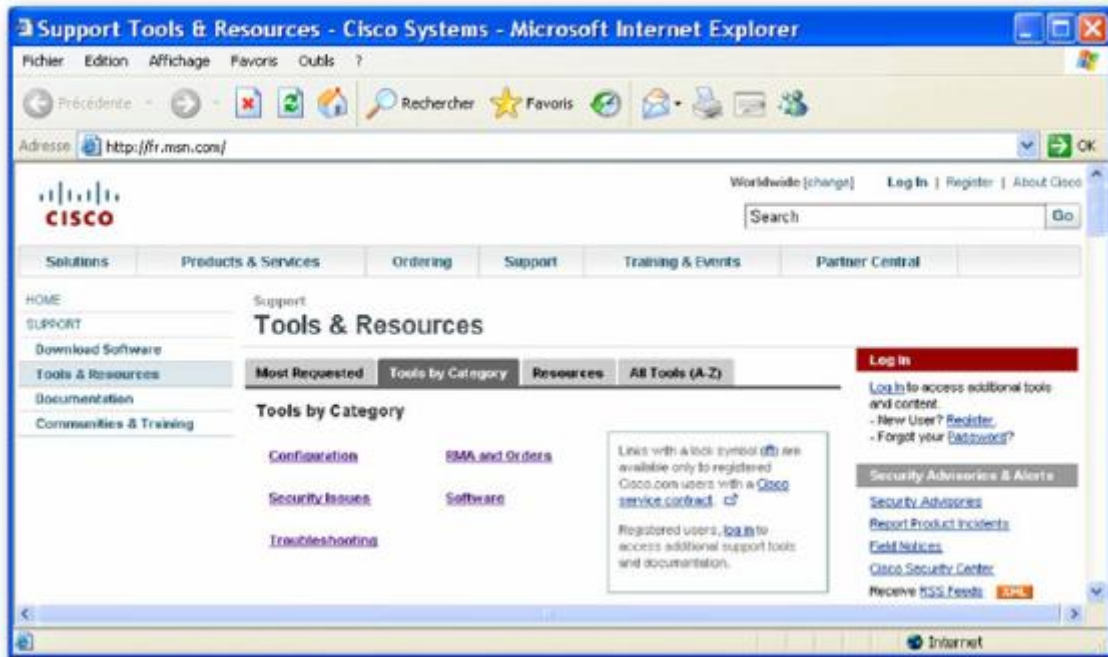 Support Tools & Resources - Cisco Systems - Microsoft Internet Explorer
Fichier Edition Affichage Favoris Outils ?
Précédente Rechercher Favoris
Adresse http://fr.msn.com/ OK
Worldwide [change] Log In | Register | About Cisco
CISCO
Search Go
Solutions Products & Services Ordering Support Training & Events Partner Central
HOME
SUPPORT
Download Software
Tools & Resources
Documentation
Communities & Training
Support
Tools & Resources
Most Requested Tools by Category Resources All Tools (A-Z)
Tools by Category
Configuration RMA and Orders
Security Issues Software
Troubleshooting
Links with a lock symbol () are
available only to registered
Cisco.com users with a Cisco
service contract.
Registered users, log in to
access additional support tools
and documentation.
Log In
Log In to access additional tools
and content.
- New User? Register.
- Forgot your Password?
Security Advisories & Alerts
Security Advisories
Report Product Incidents
Field Notices
Cisco Security Center
Receive RSS Feeds XML
Internet